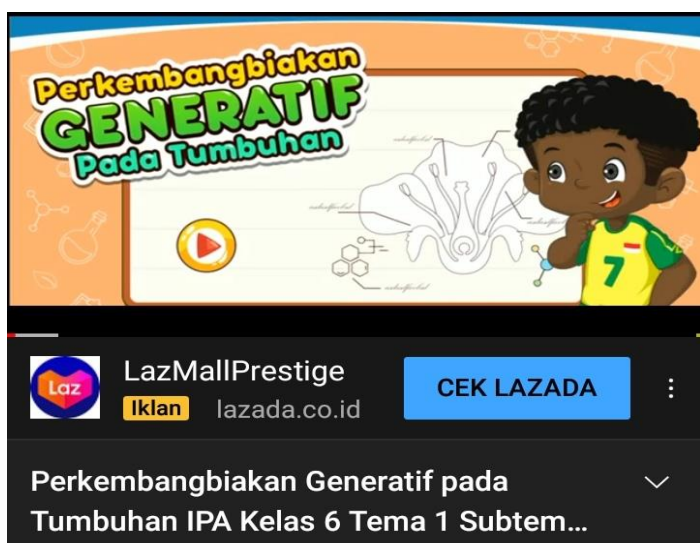 Perkembangbiakan
GENERATIF
Pada Tumbuhan
7
Laz
LazMallPrestige
Iklan lazada.co.id
CEK LAZADA
Perkembangbiakan Generatif pada
Tumbuhan IPA Kelas 6 Tema 1 Subtem...